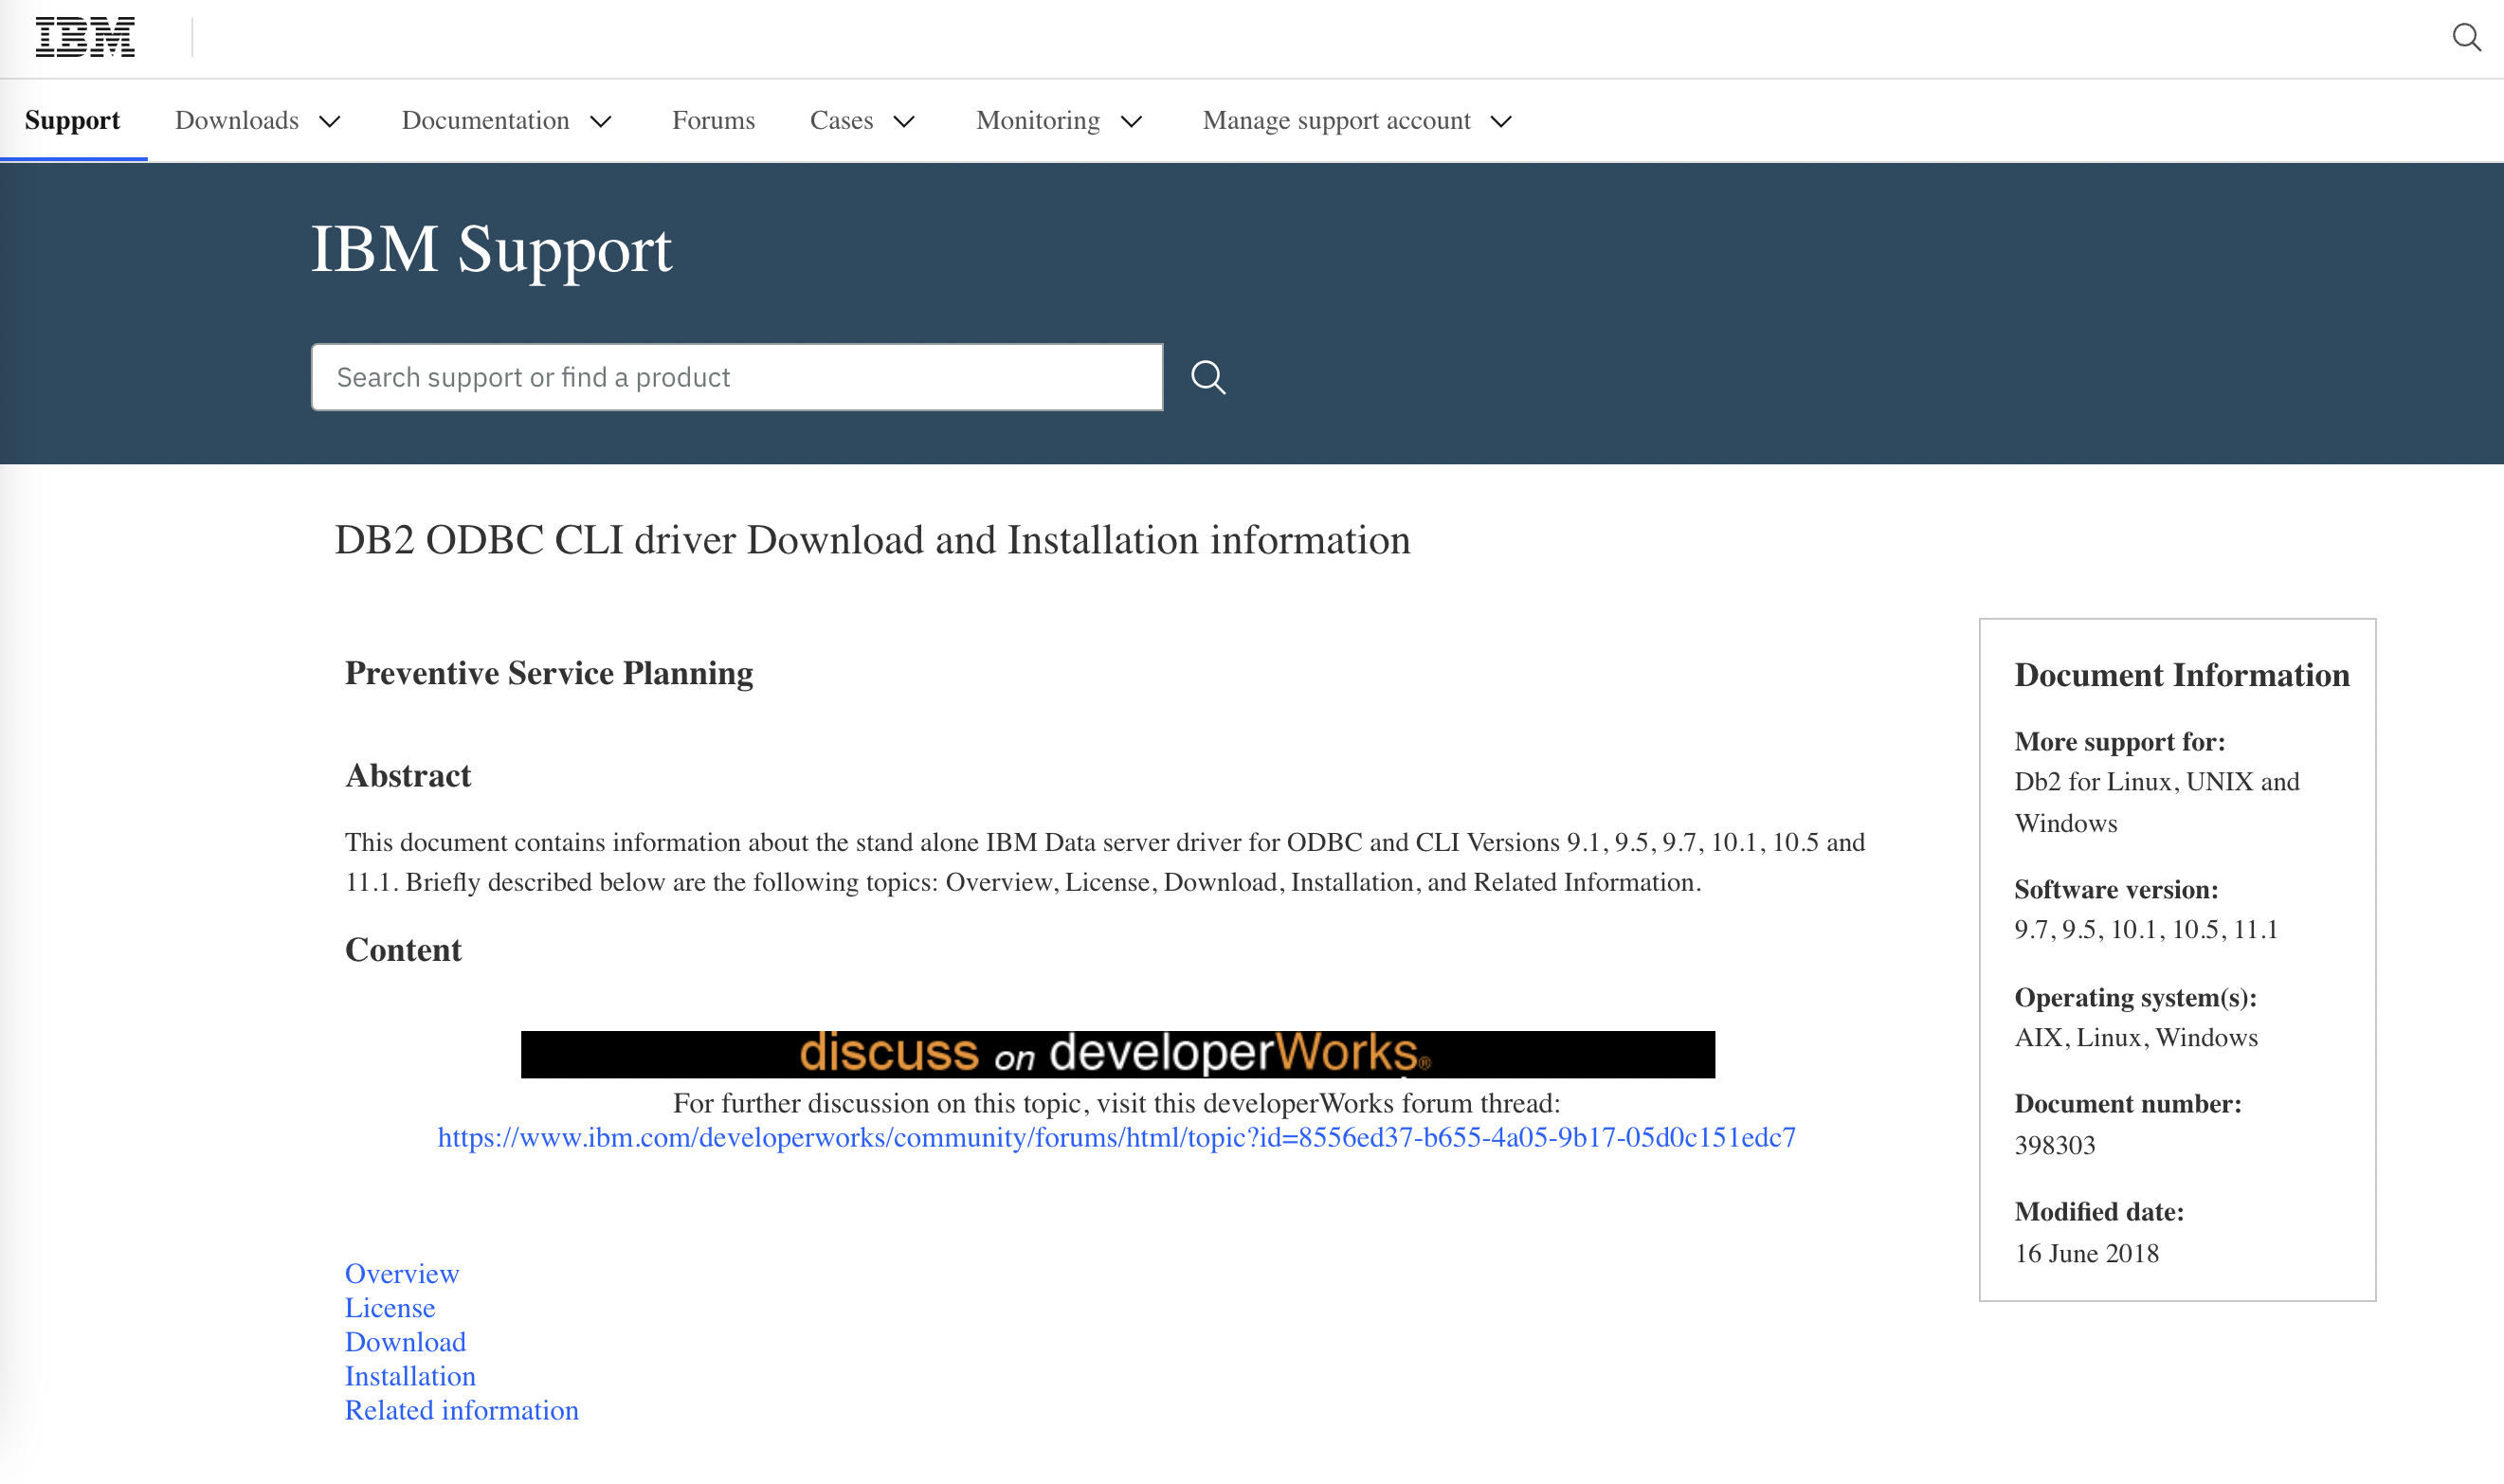 IBM
Support
Downloads
Documentation
Forums
Cases
Monitoring
Manage support account
IBM Support
Search support or find a product
DB2 ODBC CLI driver Download and Installation information
Preventive Service Planning
Abstract
This document contains information about the stand alone IBM Data server driver for ODBC and CLI Versions 9.1, 9.5, 9.7, 10.1, 10.5 and
11.1. Briefly described below are the following topics: Overview, License, Download, Installation, and Related Information.
Content
discuss on developerWorks®
For further discussion on this topic, visit this developerWorks forum thread:
https://www.ibm.com/developerworks/community/forums/html/topic?id=8556ed37-b655-4a05-9b17-05d0c151edc7
Overview
License
Download
Installation
Related information
Document Information
More support for:
Db2 for Linux, UNIX and
Windows
Software version:
9.7, 9.5, 10.1, 10.5, 11.1
Operating system(s):
AIX, Linux, Windows
Document number:
398303
Modified date:
16 June 2018